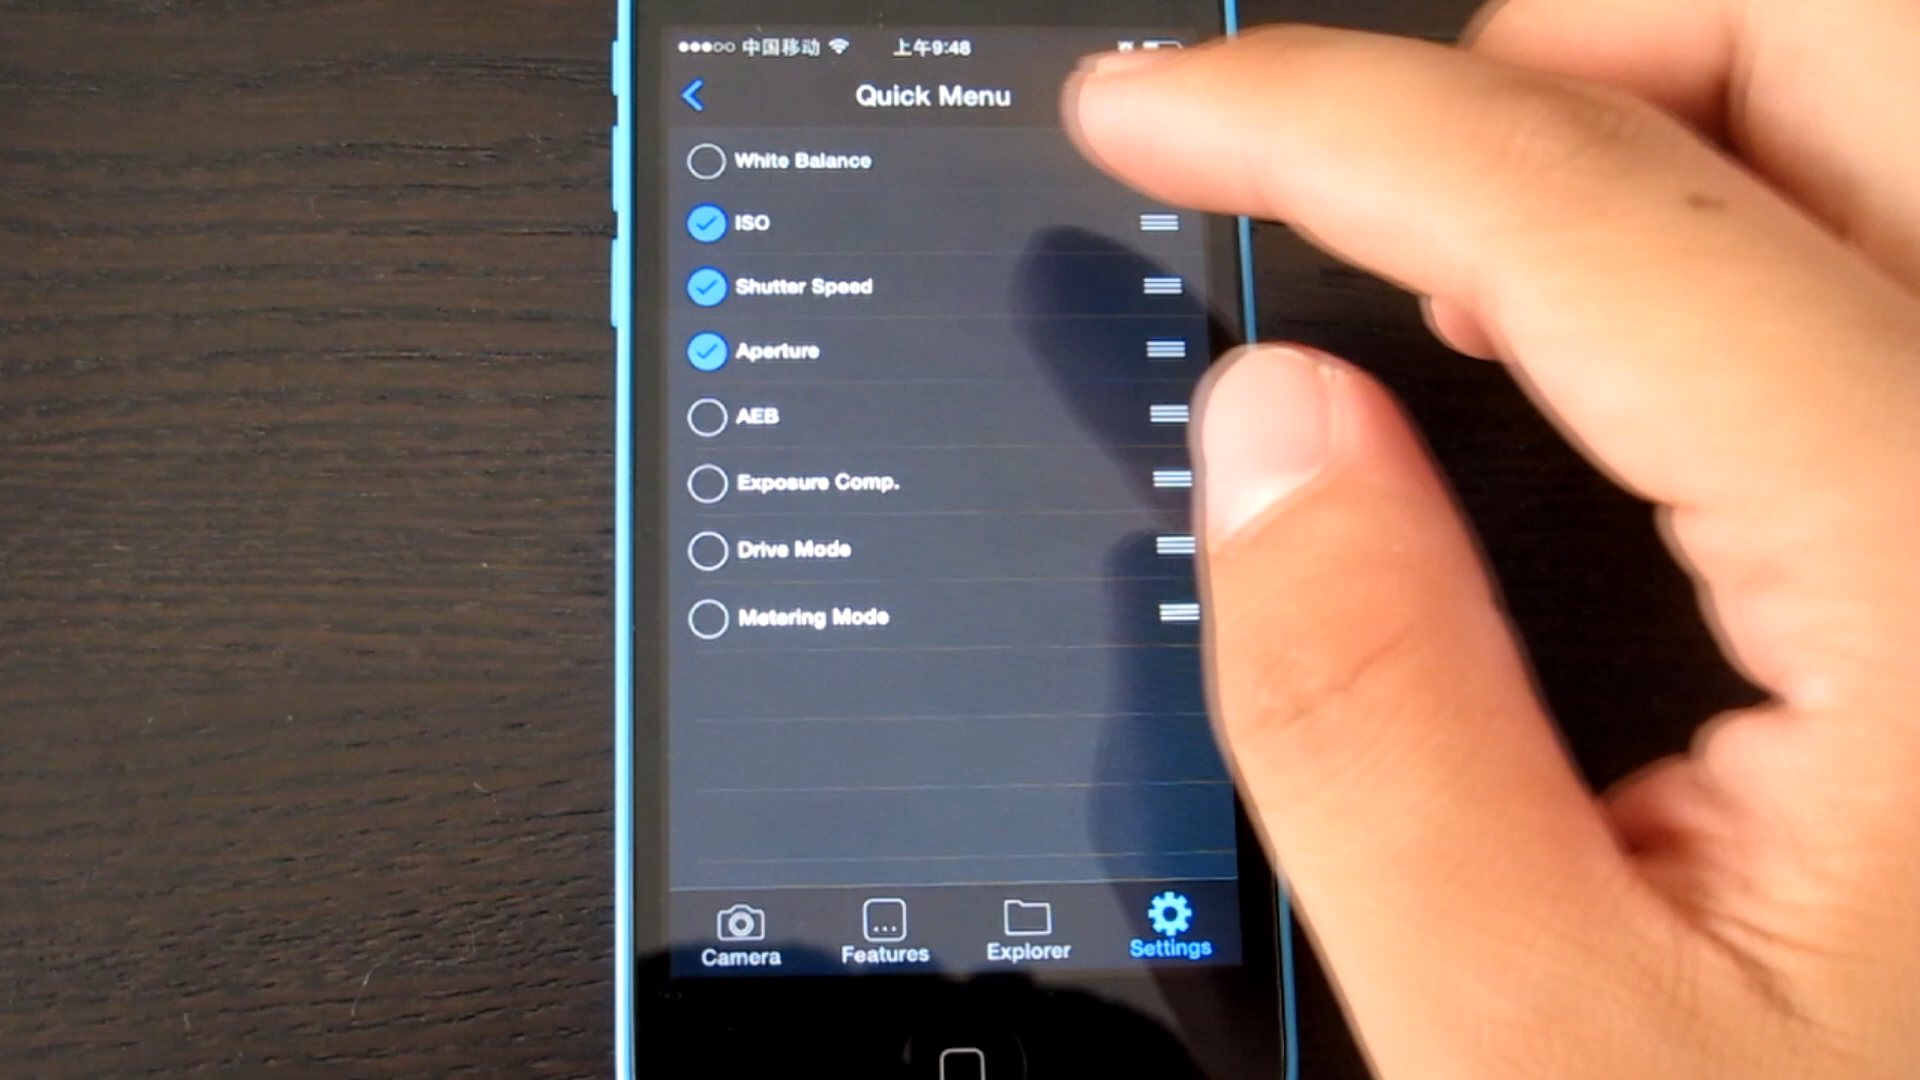 中国移动 上午9:48
Quick Menu
White Balance
ISO
Shutter Speed
Aperture
AEB
Exposure Comp.
Drive Mode
Metering Mode
Camera Features Explorer Settings